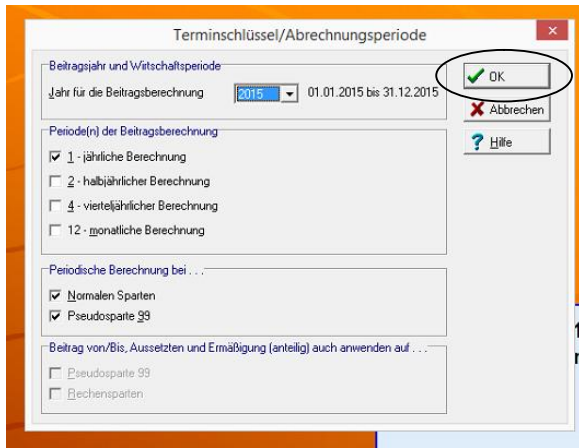 Terminschlüssel/Abrechnungsperiode
Beitragsjahr und Wirtschaftsperiode
Jahr für die Beitragsberechnung 2015 01.01.2015 bis 31.12.2015
OK
Abbrechen
Hilfe
Periode(n) der Beitragsberechnung
1 - jährliche Berechnung
2 - halbjährlicher Berechnung
4 - vierteljährlicher Berechnung
12 - monatliche Berechnung
Periodische Berechnung bei . . .
Normalen Sparten
Pseudosparte 99
Beitrag von/Bis, Aussetzten und Ermäßigung (anteilig) auch anwenden auf . . .
Pseudosparte 99
Rechensparten